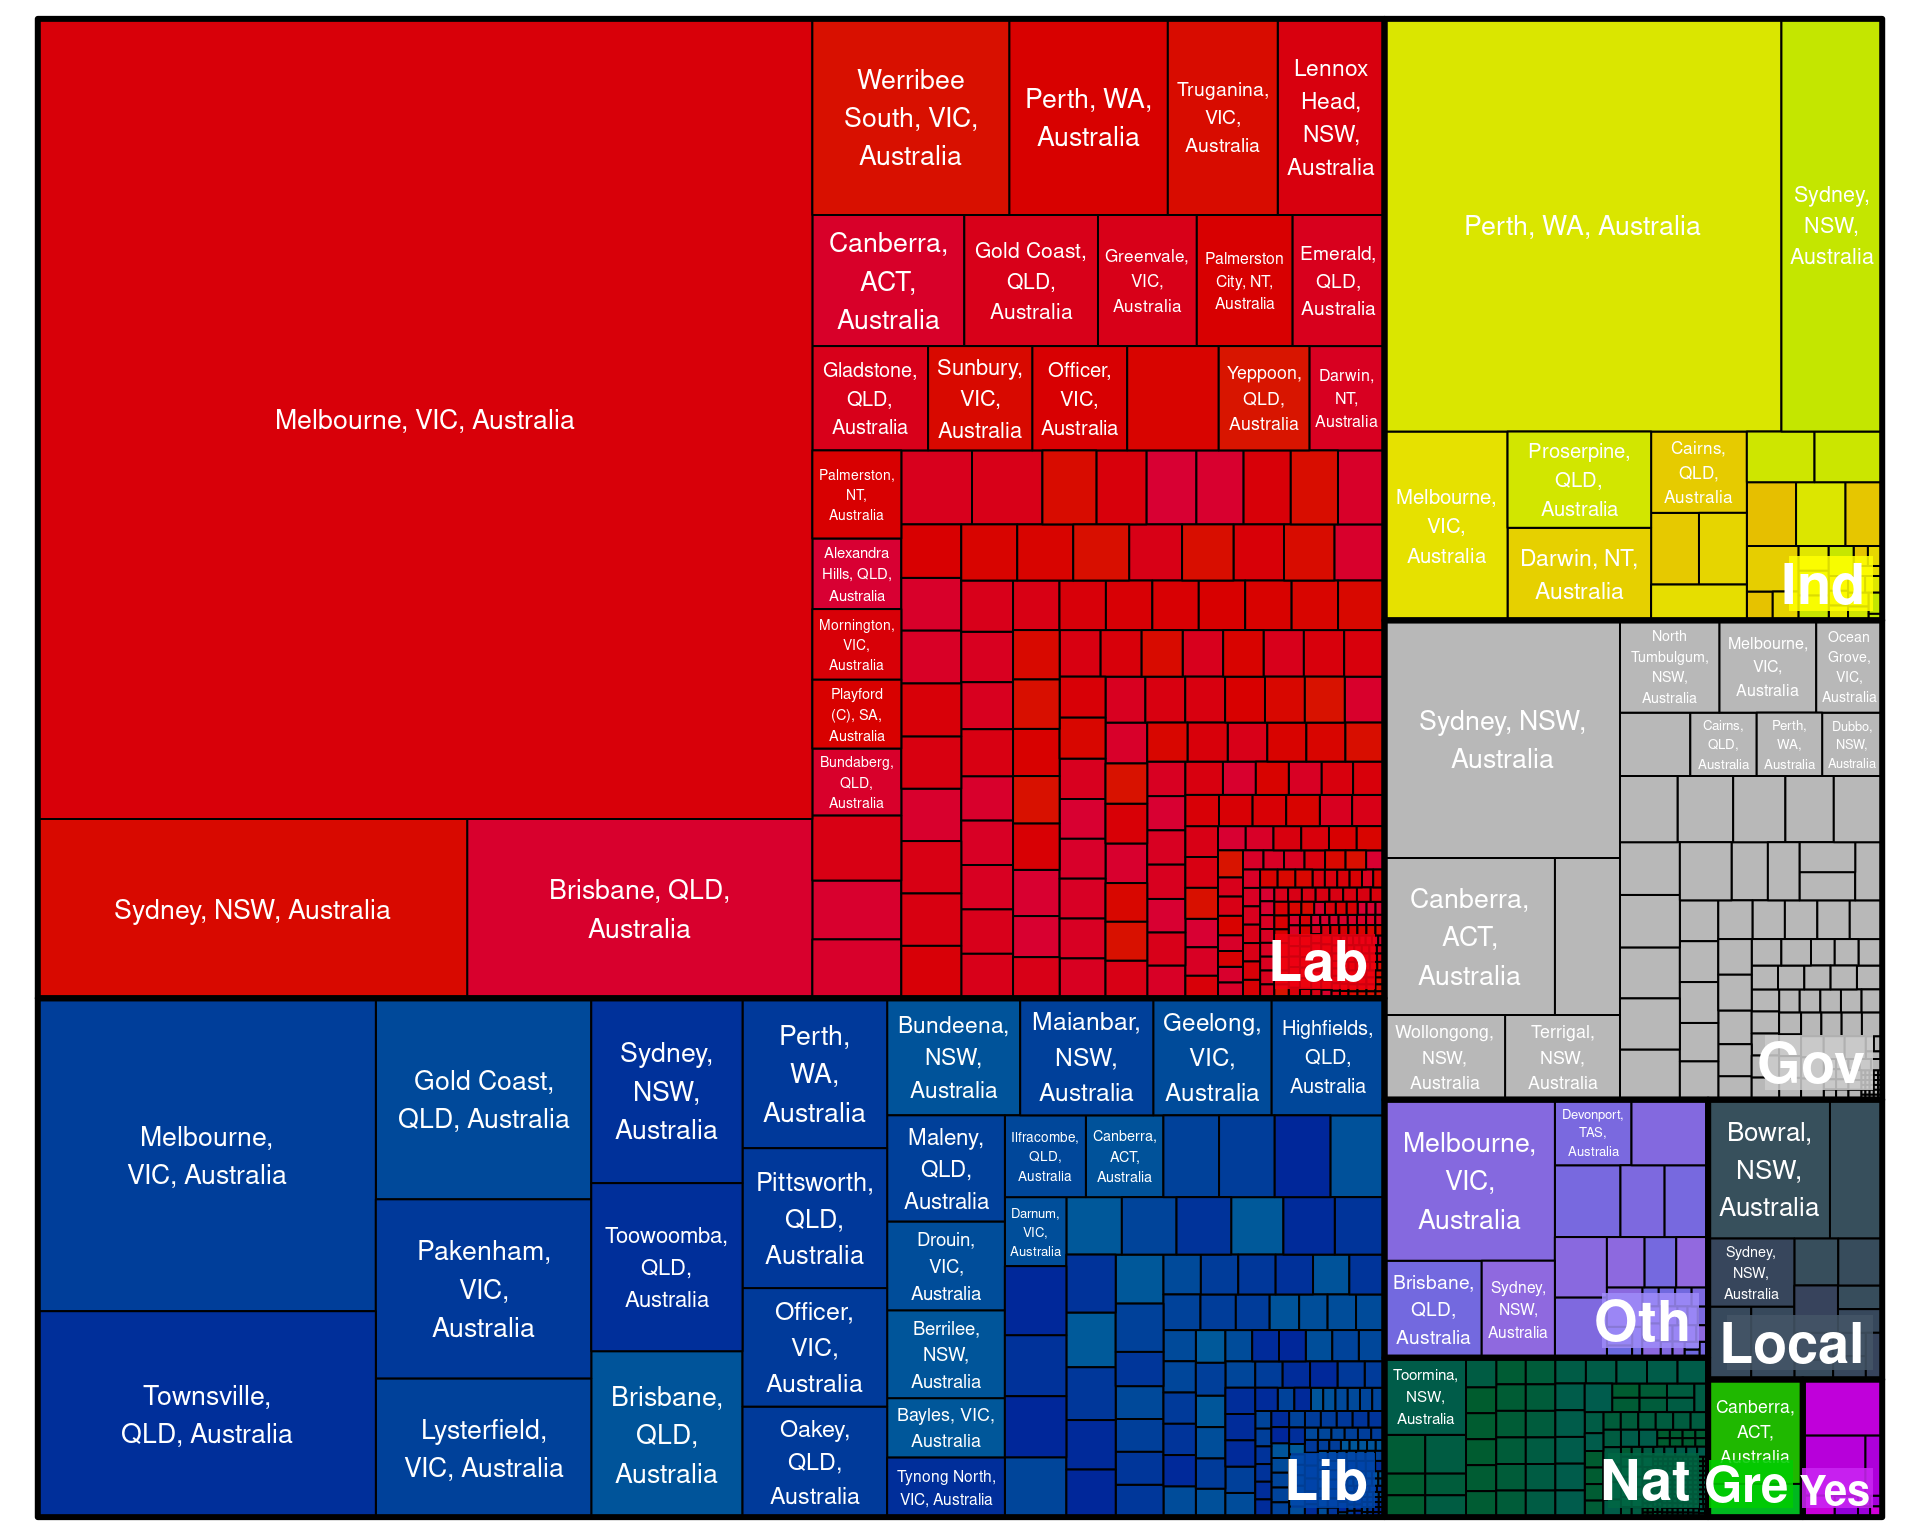 Melbourne, VIC, Australia
Sydney, NSW, Australia
Brisbane, QLD,
Australia
Werribee
South, VIC,
Australia
Perth, WA,
Australia
Truganina,
VIC,
Australia
Lennox
Head,
NSW,
Australia
Canberra,
ACT,
Australia
Gold Coast,
QLD,
Australia
Greenvale,
VIC,
Australia
Palmerston
City, NT,
Australia
Emerald,
QLD,
Australia
Gladstone,
QLD,
Australia
Sunbury,
VIC,
Australia
Officer,
VIC,
Australia
Yeppoon,
QLD,
Australia
Darwin,
NT,
Australia
Palmerston,
NT,
Australia
Alexandra
Hills, QLD,
Australia
Mornington,
VIC,
Australia
Playford
(C), SA,
Australia
Bundaberg,
QLD,
Australia
Lab
Perth, WA, Australia
Sydney,
NSW,
Australia
Melbourne,
VIC,
Australia
Proserpine,
QLD,
Australia
Darwin, NT,
Australia
Cairns,
QLD,
Australia
Ind
Sydney, NSW,
Australia
Canberra,
ACT,
Australia
Wollongong,
NSW,
Australia
Terrigal,
NSW,
Australia
North
Tumbulgum,
NSW,
Australia
Melbourne,
VIC,
Australia
Ocean
Grove,
VIC,
Australia
Cairns,
QLD,
Australia
Perth,
WA,
Australia
Dubbo,
NSW,
Australia
Gov
Melbourne,
VIC, Australia
Townsville,
QLD, Australia
Gold Coast,
QLD, Australia
Pakenham,
VIC,
Australia
Lysterfield,
VIC, Australia
Sydney,
NSW,
Australia
Toowoomba,
QLD,
Australia
Brisbane,
QLD,
Australia
Perth,
WA,
Australia
Pittsworth,
QLD,
Australia
Officer,
VIC,
Australia
Oakey,
QLD,
Australia
Bundeena,
NSW,
Australia
Maianbar,
NSW,
Australia
Geelong,
VIC,
Australia
Highfields,
QLD,
Australia
Maleny,
QLD,
Australia
Drouin,
VIC,
Australia
Berrilee,
NSW,
Australia
Bayles, VIC,
Australia
Tynong North,
VIC, Australia
Ilfracombe,
QLD,
Australia
Canberra,
ACT,
Australia
Darnum,
VIC,
Australia
Lib
Melbourne,
VIC,
Australia
Brisbane,
QLD,
Australia
Sydney,
NSW,
Australia
Devonport,
TAS,
Australia
Oth
Bowral,
NSW,
Australia
Sydney,
NSW,
Australia
Local
Toormina,
NSW,
Australia
Nat
Canberra,
ACT,
Australia
Gre
Yes